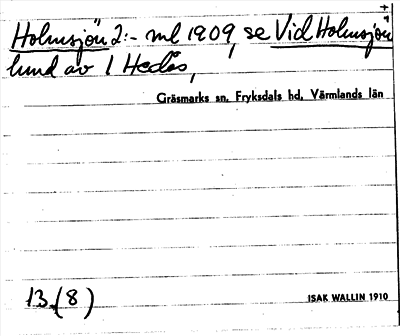 Holmsjön 2:- ml 1909, se Vid Holmsjön
lund av 1 Hedås,
Gräsmarks sn, Fryksdals hd, Värmlands län
13 (8)
ISAK WALLIN 1910